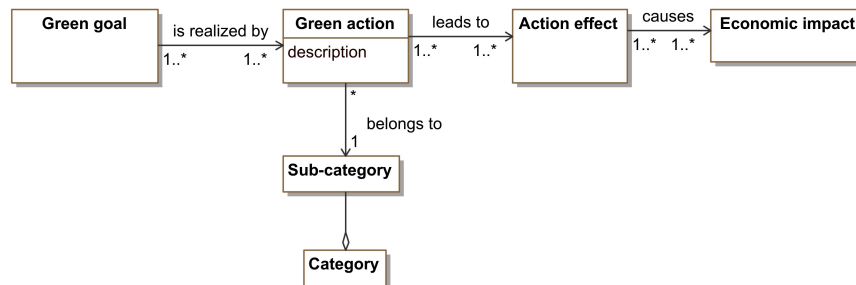 Green goal
is realized by
1..*
1..*
Green action
description
leads to
1..*
1..*
Action effect
causes
1..*
1..*
Economic impact
*
belongs to
1
Sub-category
Category